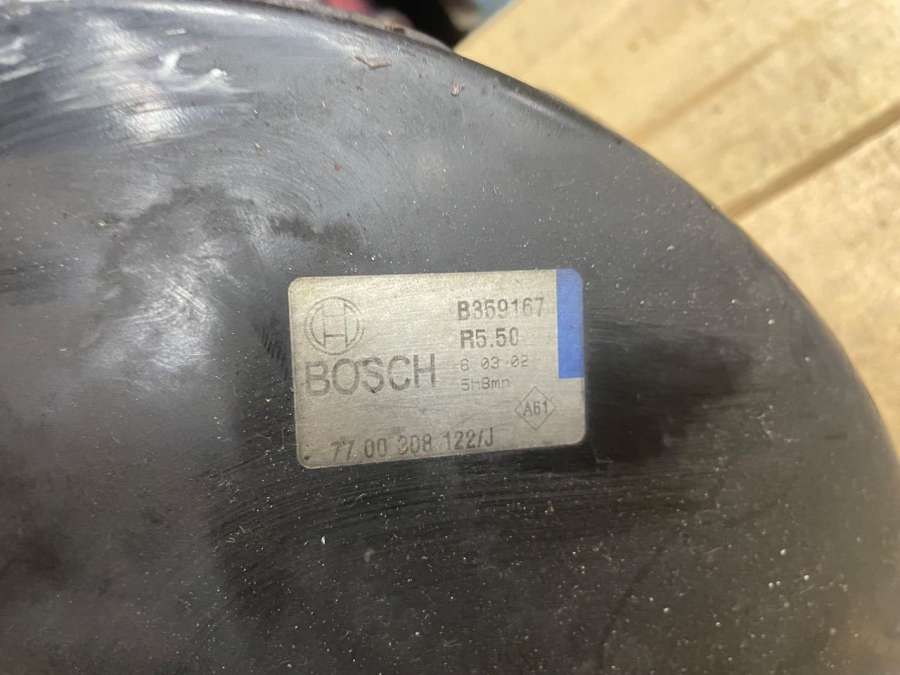 B359167
R5.50
BOSCH
6 03 02
5H8mn
A61
77 00 308 122/J